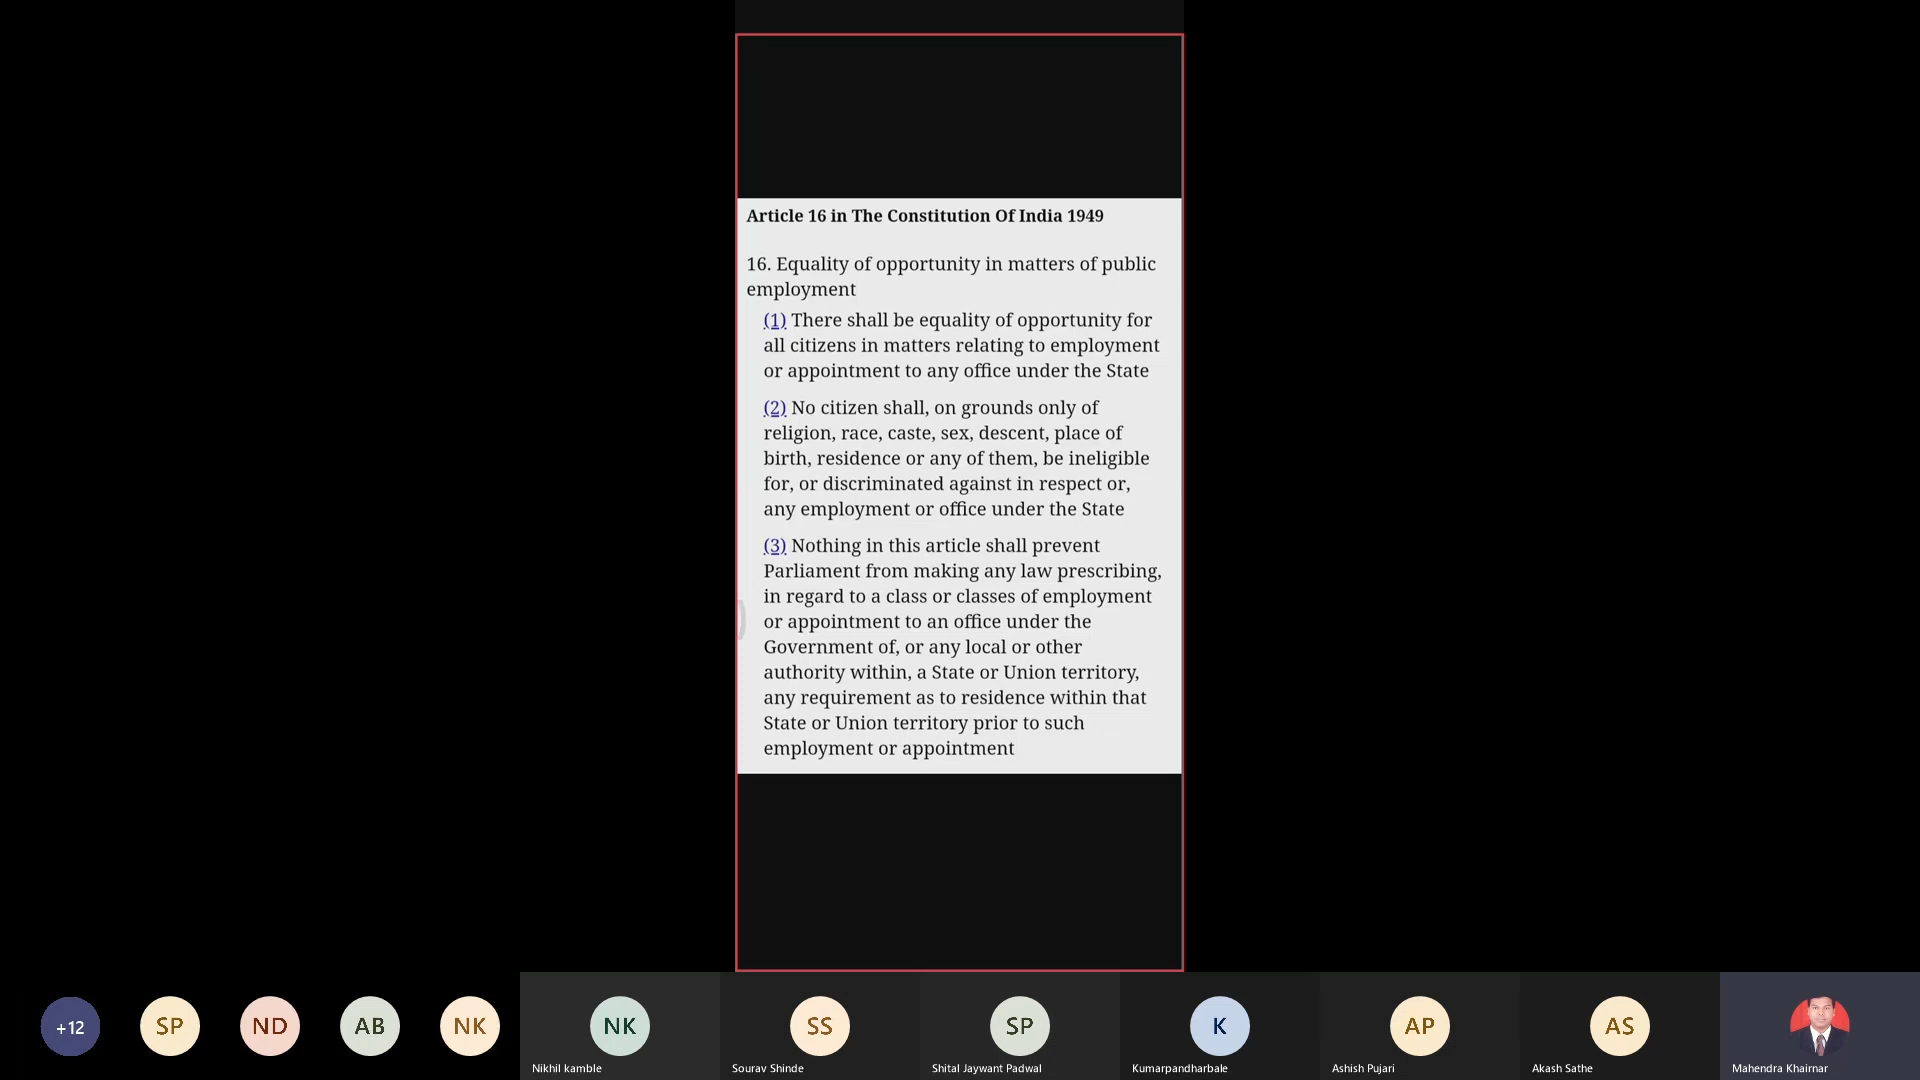 Article 16 in The Constitution Of India 1949
16. Equality of opportunity in matters of public
employment
(1) There shall be equality of opportunity for
all citizens in matters relating to employment
or appointment to any office under the State
(2) No citizen shall, on grounds only of
religion, race, caste, sex, descent, place of
birth, residence or any of them, be ineligible
for, or discriminated against in respect or,
any employment or office under the State
(3) Nothing in this article shall prevent
Parliament from making any law prescribing,
in regard to a class or classes of employment
or appointment to an office under the
Government of, or any local or other
authority within, a State or Union territory,
any requirement as to residence within that
State or Union territory prior to such
employment or appointment
+12 SP ND AB NK NK SS SP K AP AS
Nikhil kamble Sourav Shinde Shital Jaywant Padwal Kumarpandharbale Ashish Pujari Akash Sathe Mahendra Khairnar